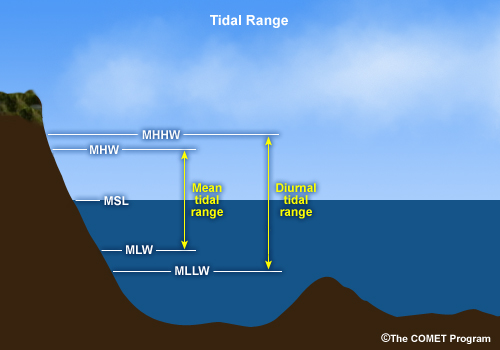 Tidal Range
MHHW
MHW
Mean
tidal
range
Diurnal
tidal
range
MSL
MLW
MLLW
©The COMET Program